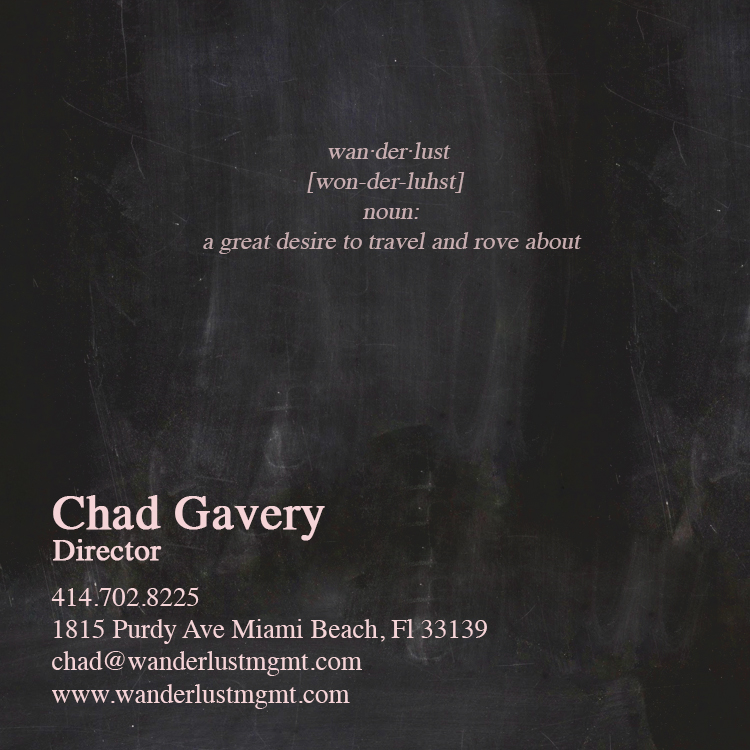 wan·der·lust
[won-der-luhst]
noun:
a great desire to travel and rove about
Chad Gavery
Director
414.702.8225
1815 Purdy Ave Miami Beach, Fl 33139
chad@wanderlustmgmt.com
www.wanderlustmgmt.com